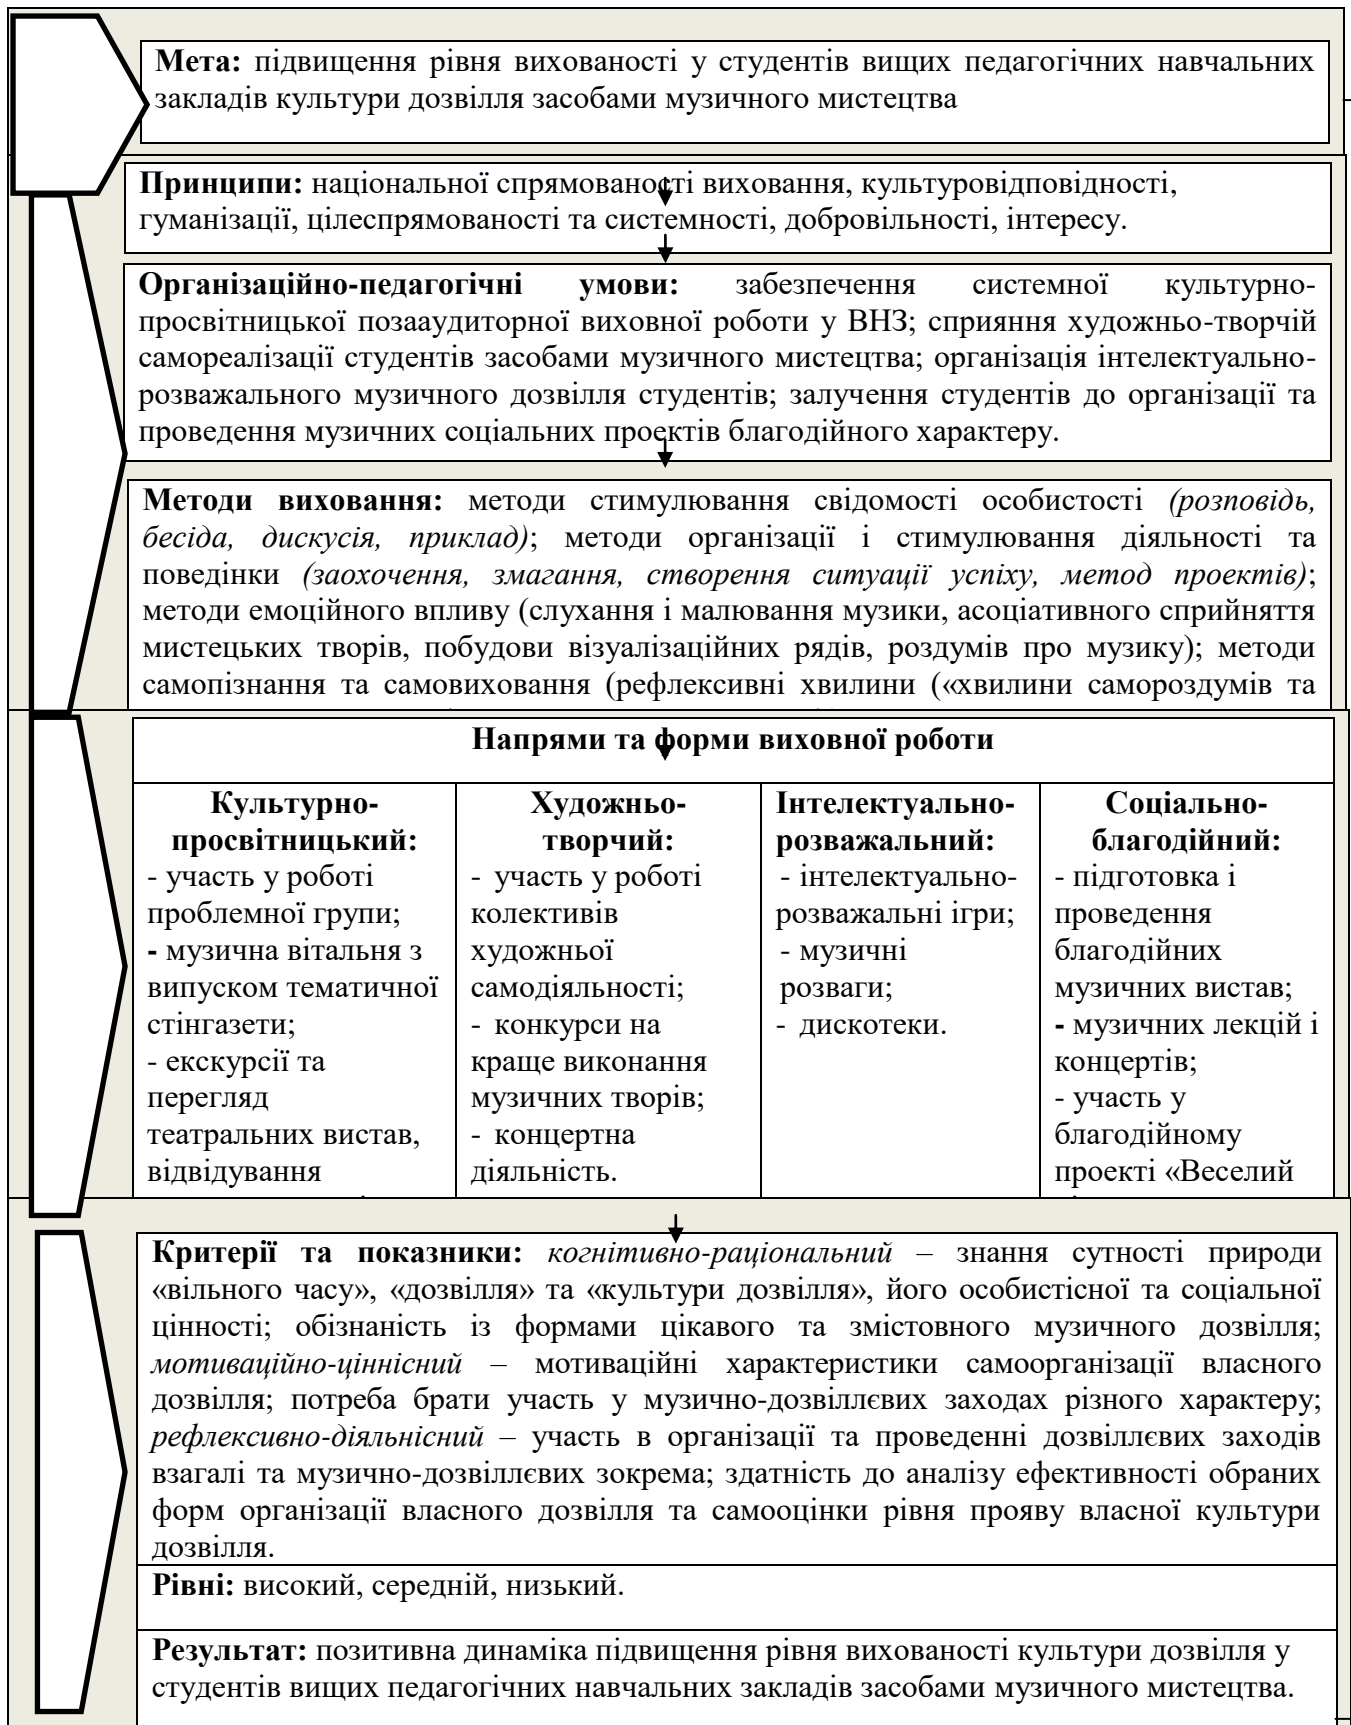 Мета: підвищення рівня вихованості у студентів вищих педагогічних навчальних
закладів культури дозвілля засобами музичного мистецтва
Принципи: національної спрямованості виховання, культуровідповідності,
гуманізації, цілеспрямованості та системності, добровільності, інтересу.
Організаційно-педагогічні умови: забезпечення системної культурно-
просвітницької позааудиторної виховної роботи у ВНЗ; сприяння художньо-творчій
самореалізації студентів засобами музичного мистецтва; організація інтелектуально-
розважального музичного дозвілля студентів; залучення студентів до організації та
проведення музичних соціальних проектів благодійного характеру.
Методи виховання: методи стимулювання свідомості особистості (розповідь,
бесіда, дискусія, приклад); методи організації і стимулювання діяльності та
поведінки (заохочення, змагання, створення ситуації успіху, метод проектів);
методи емоційного впливу (слухання і малювання музики, асоціативного сприйняття
мистецьких творів, побудови візуалізаційних рядів, роздумів про музику); методи
самопізнання та самовиховання (рефлексивні хвилини («хвилини самороздумів та
Напрями та форми виховної роботи
Культурно-
просвітницький:
- участь у роботі
проблемної групи;
- музична вітальня з
випуском тематичної
стінгазети;
- екскурсії та
перегляд
театральних вистав,
відвідування
Художньо-
творчий:
- участь у роботі
колективів
художньої
самодіяльності;
- конкурси на
краще виконання
музичних творів;
- концертна
діяльність.
Інтелектуально-
розважальний:
- інтелектуально-
розважальні ігри;
- музичні
розваги;
- дискотеки.
Соціально-
благодійний:
- підготовка і
проведення
благодійних
музичних вистав;
- музичних лекцій і
концертів;
- участь у
благодійному
проекті «Веселий
Критерії та показники: когнітивно-раціональний – знання сутності природи
«вільного часу», «дозвілля» та «культури дозвілля», його особистісної та соціальної
цінності; обізнаність із формами цікавого та змістовного музичного дозвілля;
мотиваційно-ціннісний – мотиваційні характеристики самоорганізації власного
дозвілля; потреба брати участь у музично-дозвіллєвих заходах різного характеру;
рефлексивно-діяльнісний – участь в організації та проведенні дозвіллєвих заходів
взагалі та музично-дозвіллєвих зокрема; здатність до аналізу ефективності обраних
форм організації власного дозвілля та самооцінки рівня прояву власної культури
дозвілля.
Рівні: високий, середній, низький.
Результат: позитивна динаміка підвищення рівня вихованості культури дозвілля у
студентів вищих педагогічних навчальних закладів засобами музичного мистецтва.